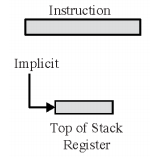 Instruction
Implicit
Top of Stack
Register